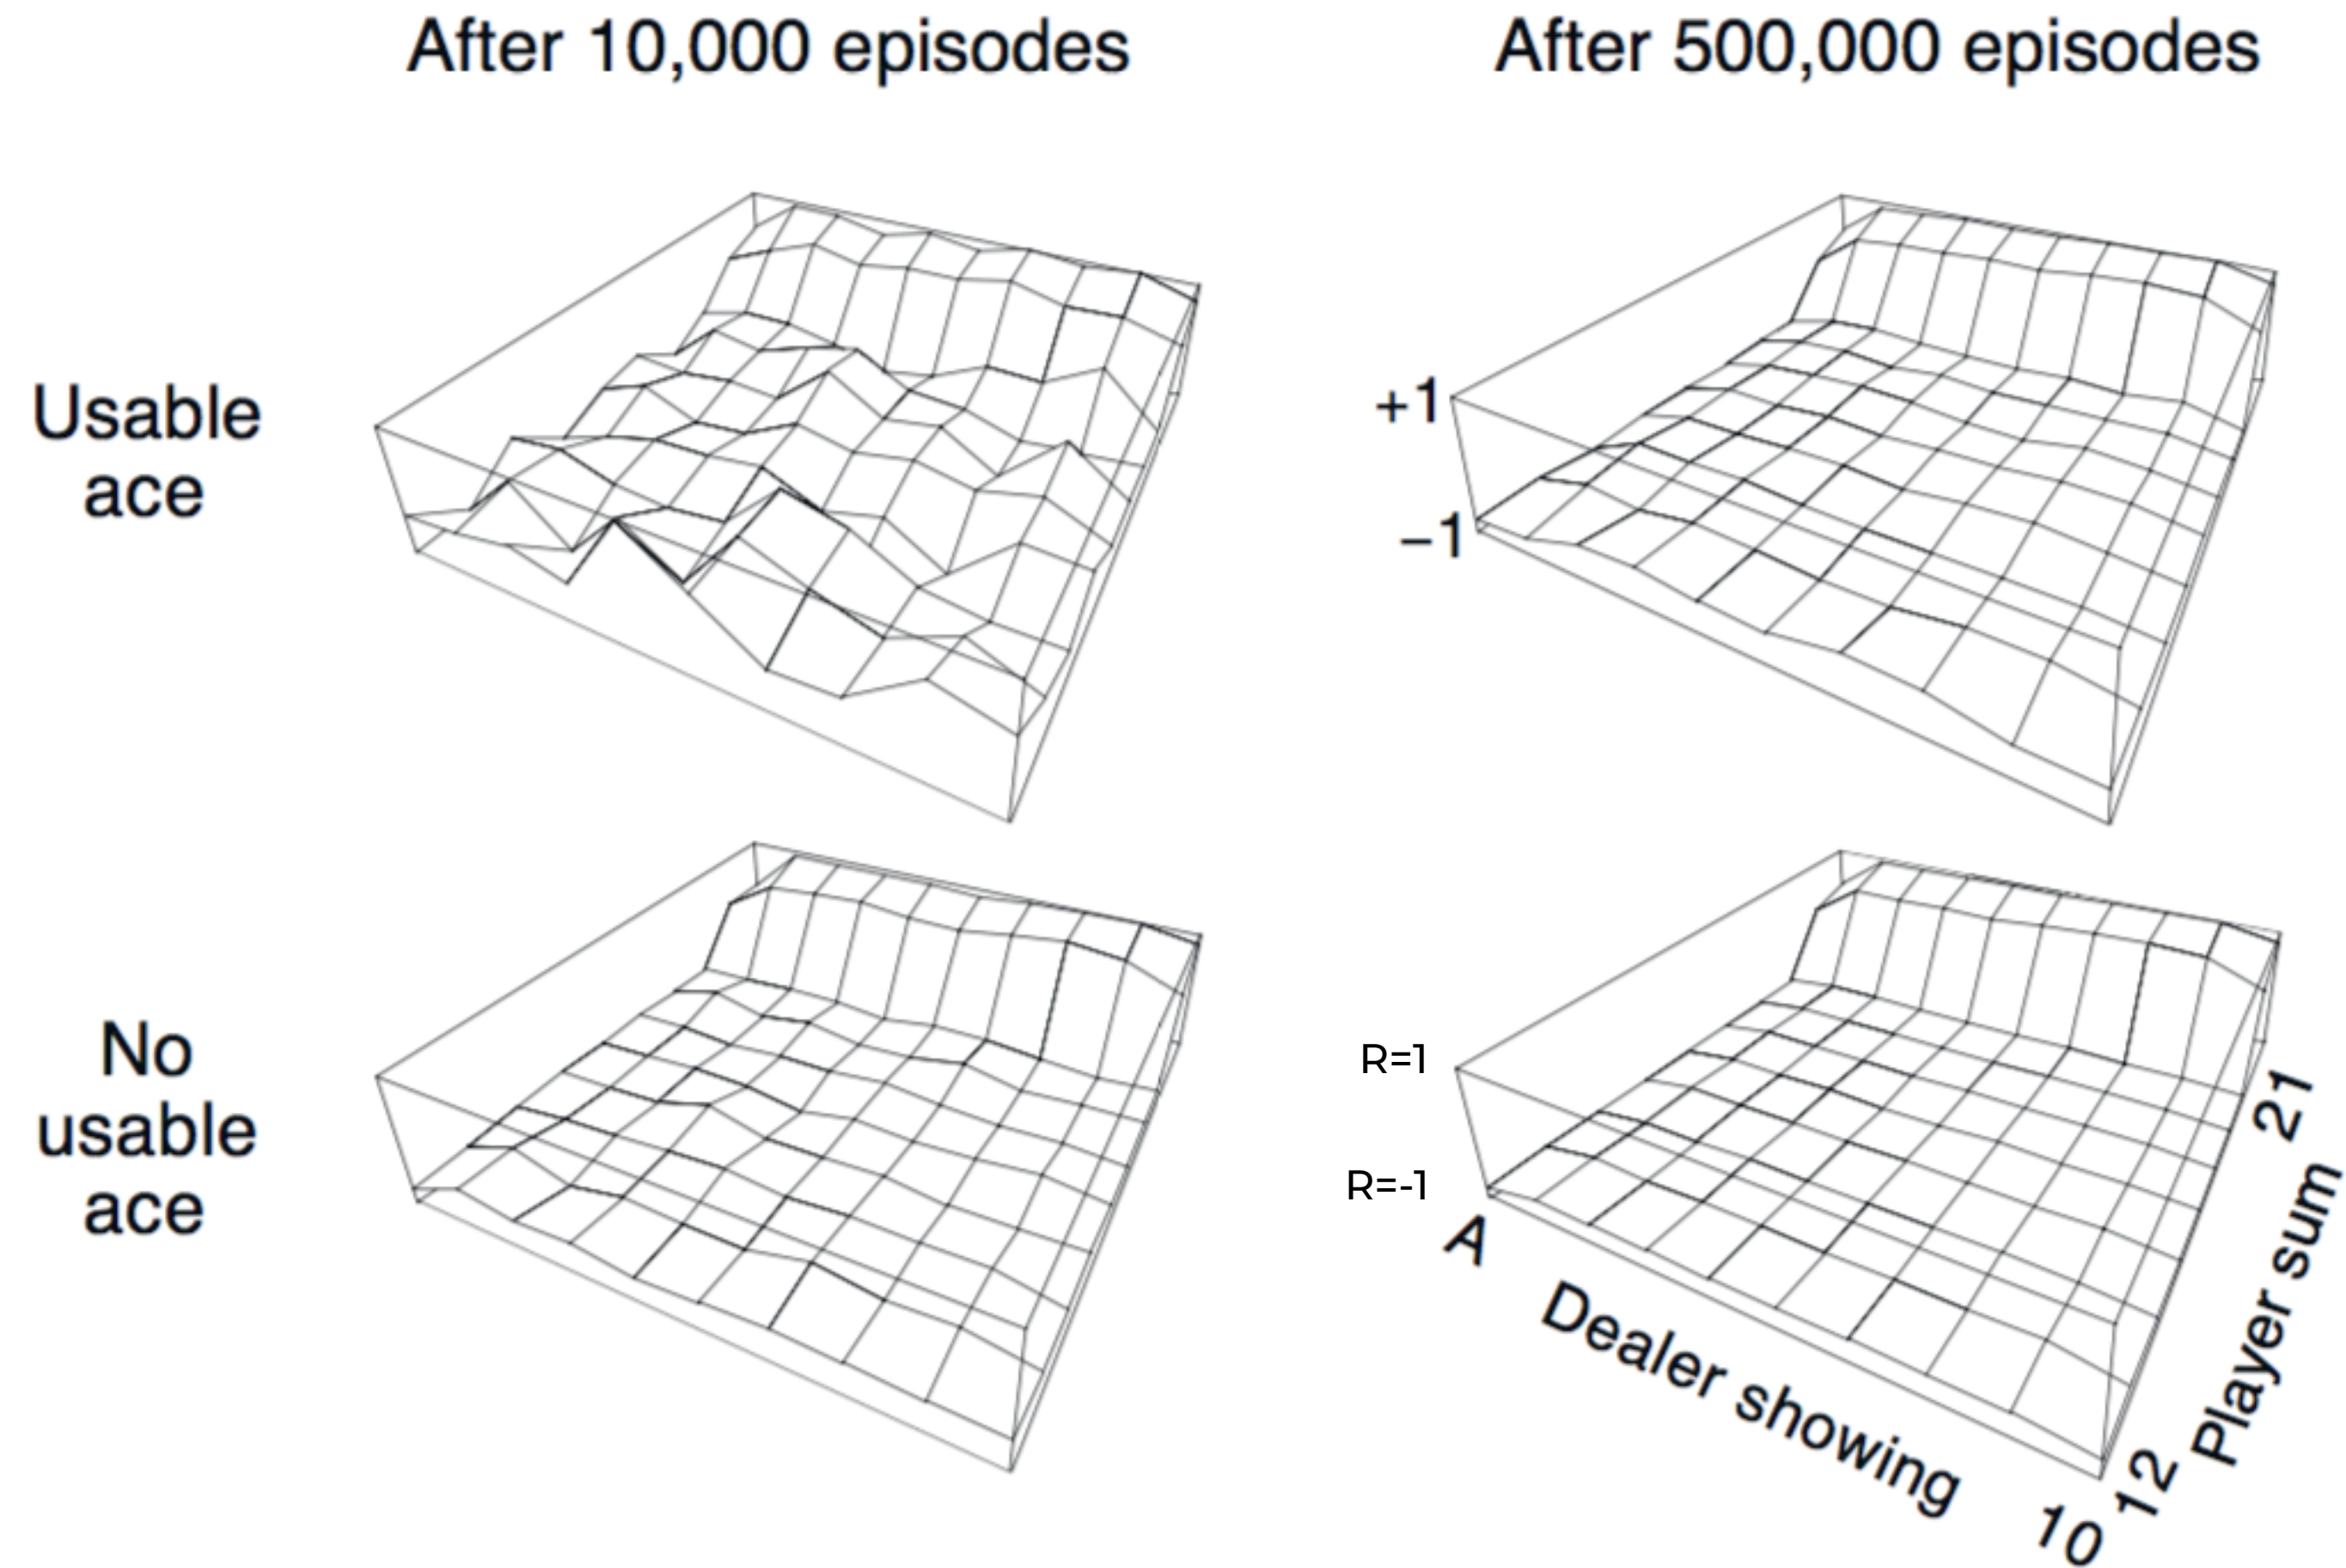 After 10,000 episodes
After 500,000 episodes
Usable
ace
+1
−1
No
usable
ace
R=1
R=-1
A
Dealer showing
10
12
Player sum
21